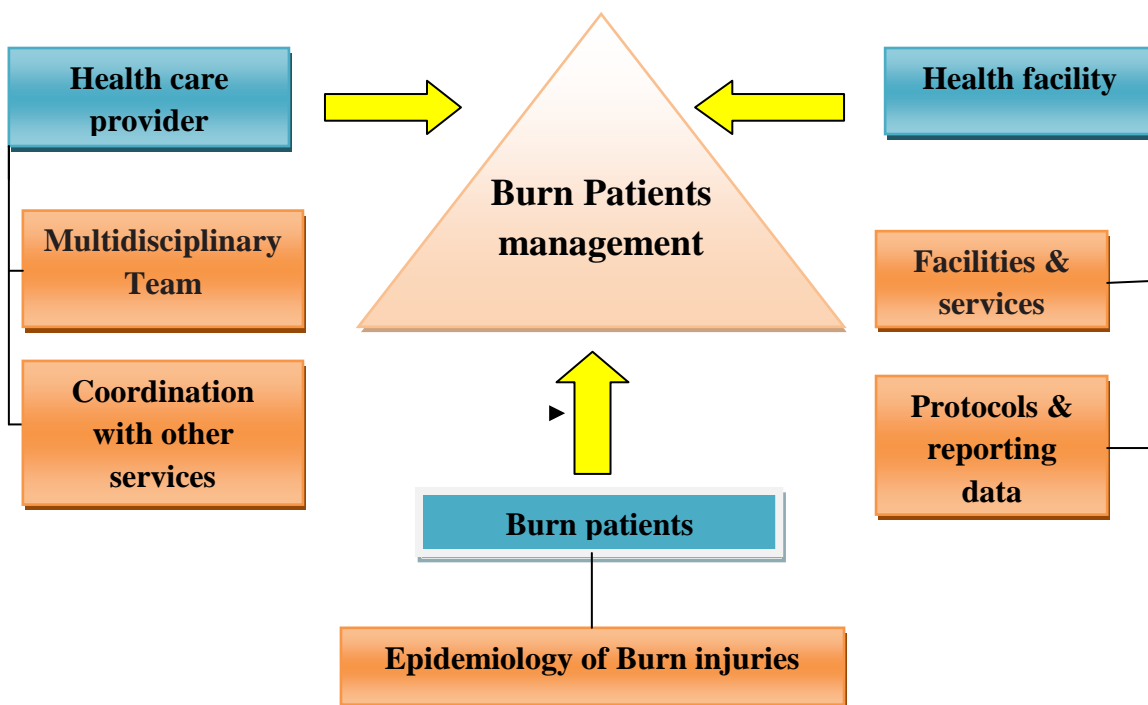 Health care
provider
Health facility
Burn Patients
management
Multidisciplinary
Team
Facilities &
services
Coordination
with other
services
Protocols &
reporting
data
Burn patients
Epidemiology of Burn injuries